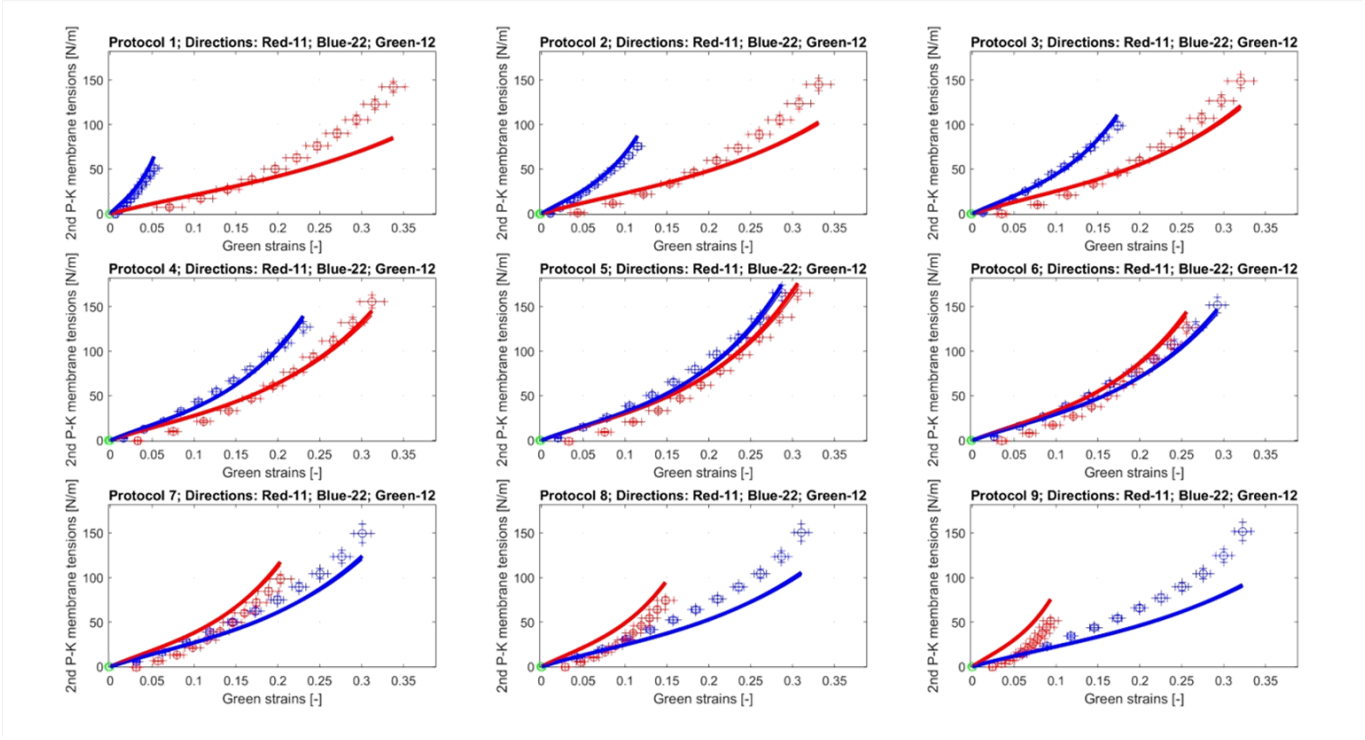 Protocol 1; Directions: Red-11; Blue-22; Green-12
2nd P-K membrane tensions [N/m]
150
100
50
0
0 0.05 0.1 0.15 0.2 0.25 0.3 0.35
Green strains [-]
Protocol 2; Directions: Red-11; Blue-22; Green-12
2nd P-K membrane tensions [N/m]
150
100
50
0
0 0.05 0.1 0.15 0.2 0.25 0.3 0.35
Green strains [-]
Protocol 3; Directions: Red-11; Blue-22; Green-12
2nd P-K membrane tensions [N/m]
150
100
50
0
0 0.05 0.1 0.15 0.2 0.25 0.3 0.35
Green strains [-]
Protocol 4; Directions: Red-11; Blue-22; Green-12
2nd P-K membrane tensions [N/m]
150
100
50
0
0 0.05 0.1 0.15 0.2 0.25 0.3 0.35
Green strains [-]
Protocol 5; Directions: Red-11; Blue-22; Green-12
2nd P-K membrane tensions [N/m]
150
100
50
0
0 0.05 0.1 0.15 0.2 0.25 0.3 0.35
Green strains [-]
Protocol 6; Directions: Red-11; Blue-22; Green-12
2nd P-K membrane tensions [N/m]
150
100
50
0
0 0.05 0.1 0.15 0.2 0.25 0.3 0.35
Green strains [-]
Protocol 7; Directions: Red-11; Blue-22; Green-12
2nd P-K membrane tensions [N/m]
150
100
50
0
0 0.05 0.1 0.15 0.2 0.25 0.3 0.35
Green strains [-]
Protocol 8; Directions: Red-11; Blue-22; Green-12
2nd P-K membrane tensions [N/m]
150
100
50
0
0 0.05 0.1 0.15 0.2 0.25 0.3 0.35
Green strains [-]
Protocol 9; Directions: Red-11; Blue-22; Green-12
2nd P-K membrane tensions [N/m]
150
100
50
0
0 0.05 0.1 0.15 0.2 0.25 0.3 0.35
Green strains [-]